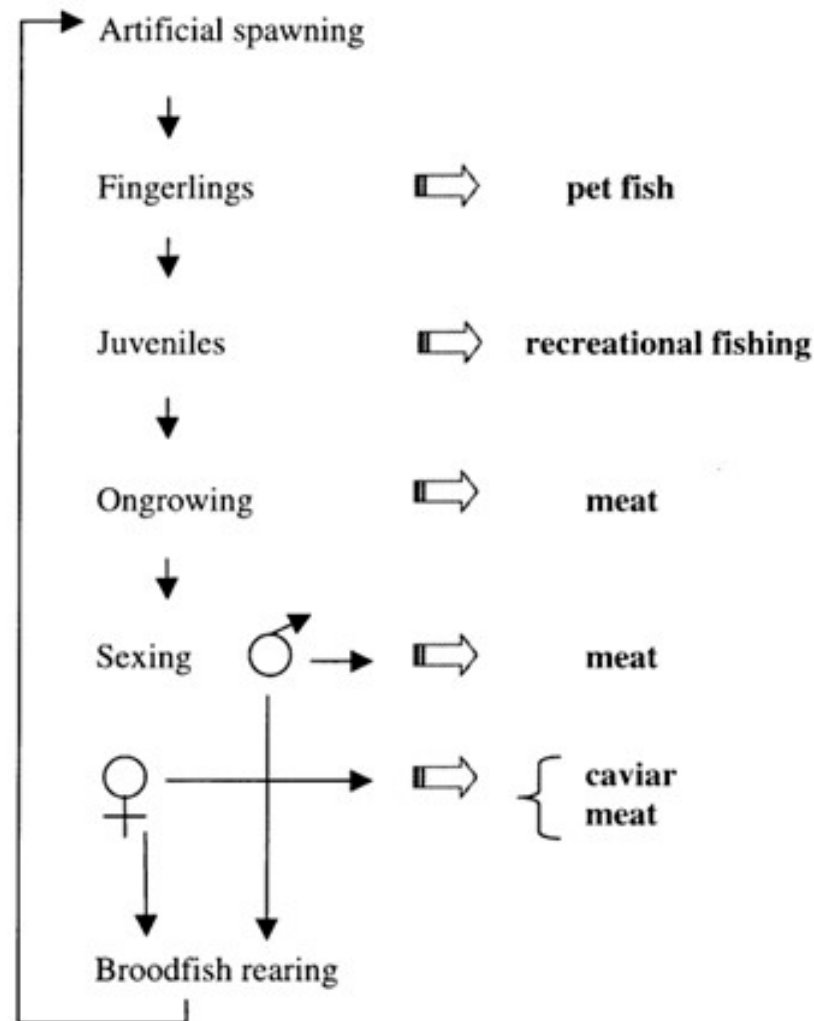 Artificial spawning
Fingerlings pet fish
Juveniles recreational fishing
Ongrowing meat
Sexing meat
caviar
meat
Broodfish rearing